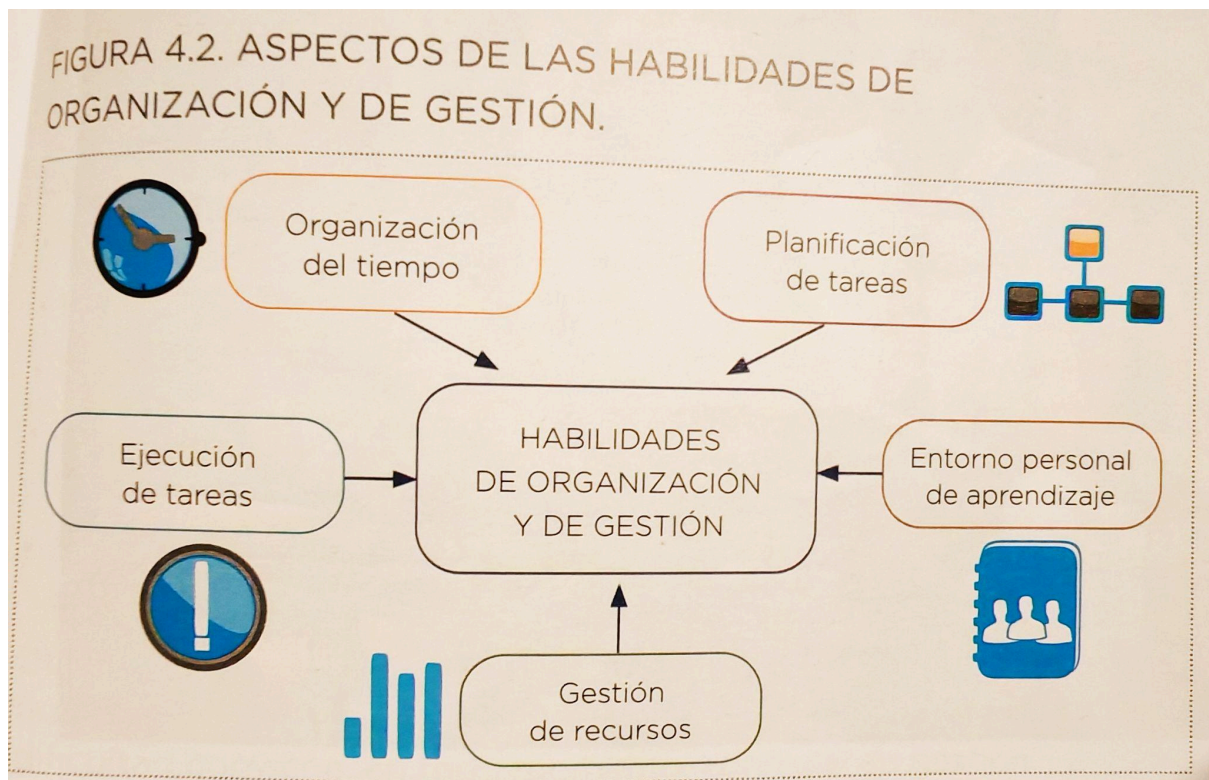 FIGURA 4.2. ASPECTOS DE LAS HABILIDADES DE
ORGANIZACIÓN Y DE GESTIÓN.
Organización
del tiempo
Planificación
de tareas
Ejecución
de tareas
HABILIDADES
DE ORGANIZACIÓN
Y DE GESTIÓN
Entorno personal
de aprendizaje
Gestión
de recursos